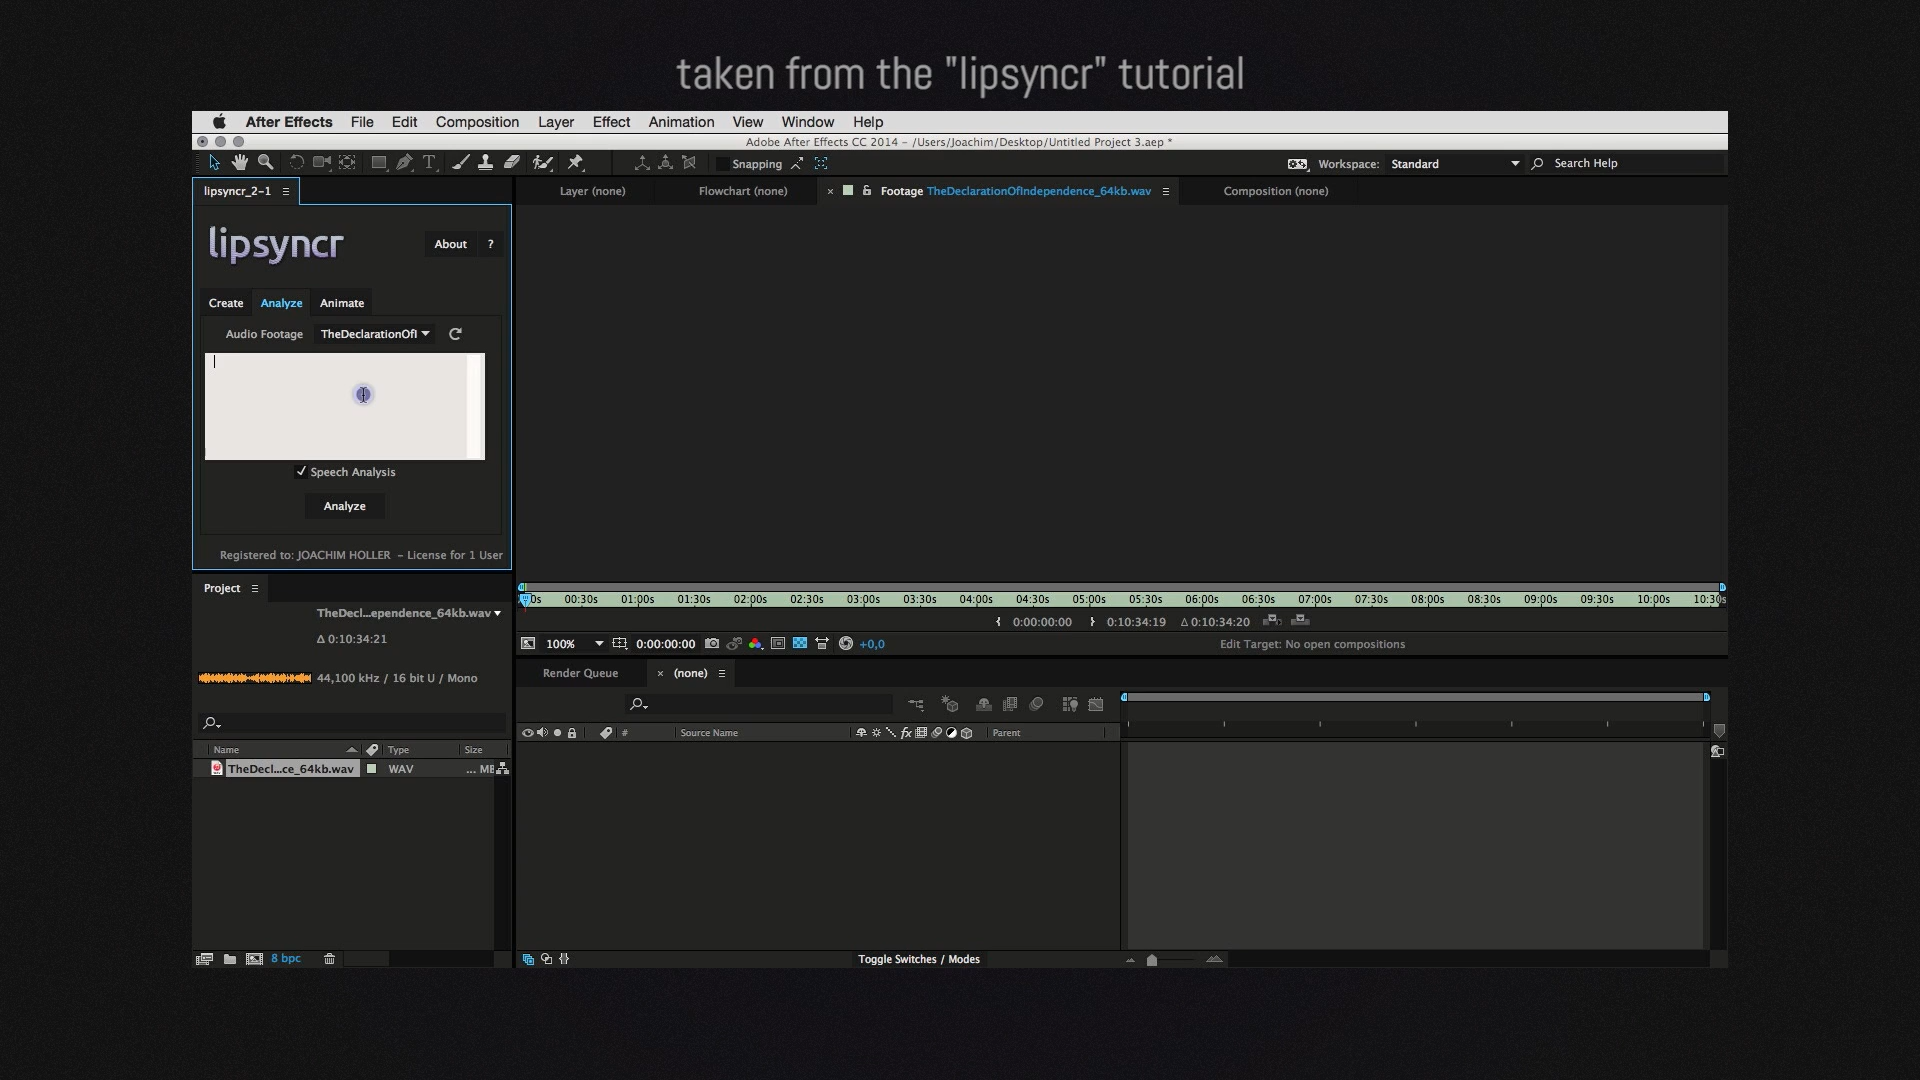 taken from the "lipsyncr" tutorial
After Effects File Edit Composition Layer Effect Animation View Window Help
Adobe After Effects CC 2014 - /Users/Joachim/Desktop/Untitled Project 3.aep *
Snapping
Workspace: Standard
Search Help
lipsyncr_2-1
Layer (none)
Flowchart (none)
Footage TheDeclarationOfIndependence_64kb.wav
Composition (none)
lipsyncr
About ?
Create Analyze Animate
Audio Footage TheDeclarationOfI
Speech Analysis
Analyze
Registered to: JOACHIM HOLLER - License for 1 User
Project
TheDecl...ependence_64kb.wav
Δ 0:10:34:21
44,100 kHz / 16 bit U / Mono
Name Type Size
TheDecl...ce_64kb.wav WAV ... MB
8 bpc
00s 00:30s 01:00s 01:30s 02:00s 02:30s 03:00s 03:30s 04:00s 04:30s 05:00s 05:30s 06:00s 06:30s 07:00s 07:30s 08:00s 08:30s 09:00s 09:30s 10:00s 10:30s
{ 0:00:00:00 } 0:10:34:19 Δ 0:10:34:20
100% 0:00:00:00 +0,0 Edit Target: No open compositions
Render Queue (none)
# Source Name fx Parent
Toggle Switches / Modes